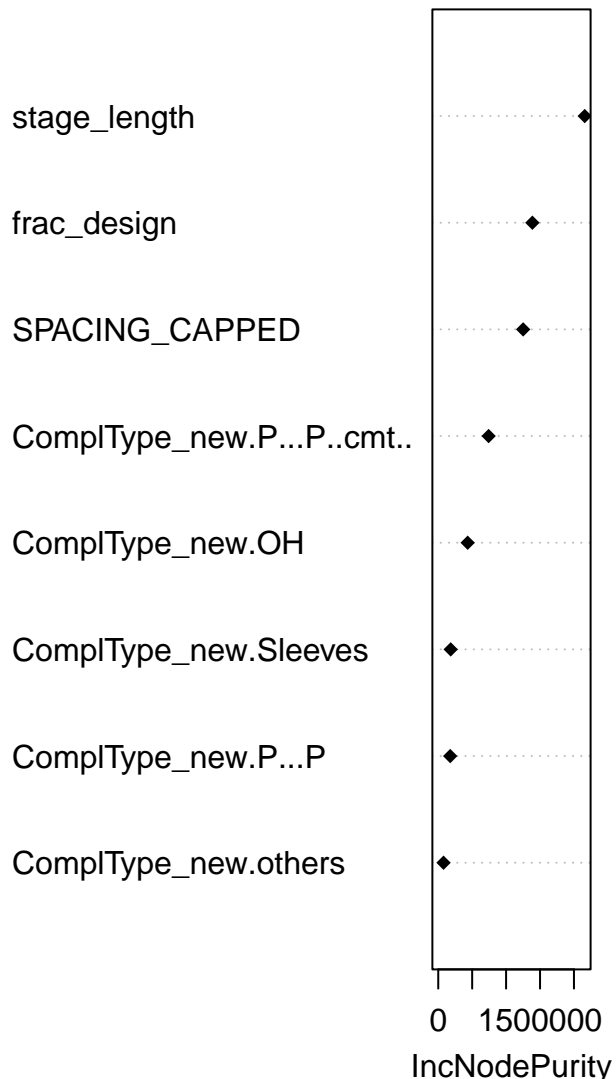 stage_length
frac_design
SPACING_CAPPED
ComplType_new.P...P..cmt..
ComplType_new.OH
ComplType_new.Sleeves
ComplType_new.P...P
ComplType_new.others
0 1500000
IncNodePurity